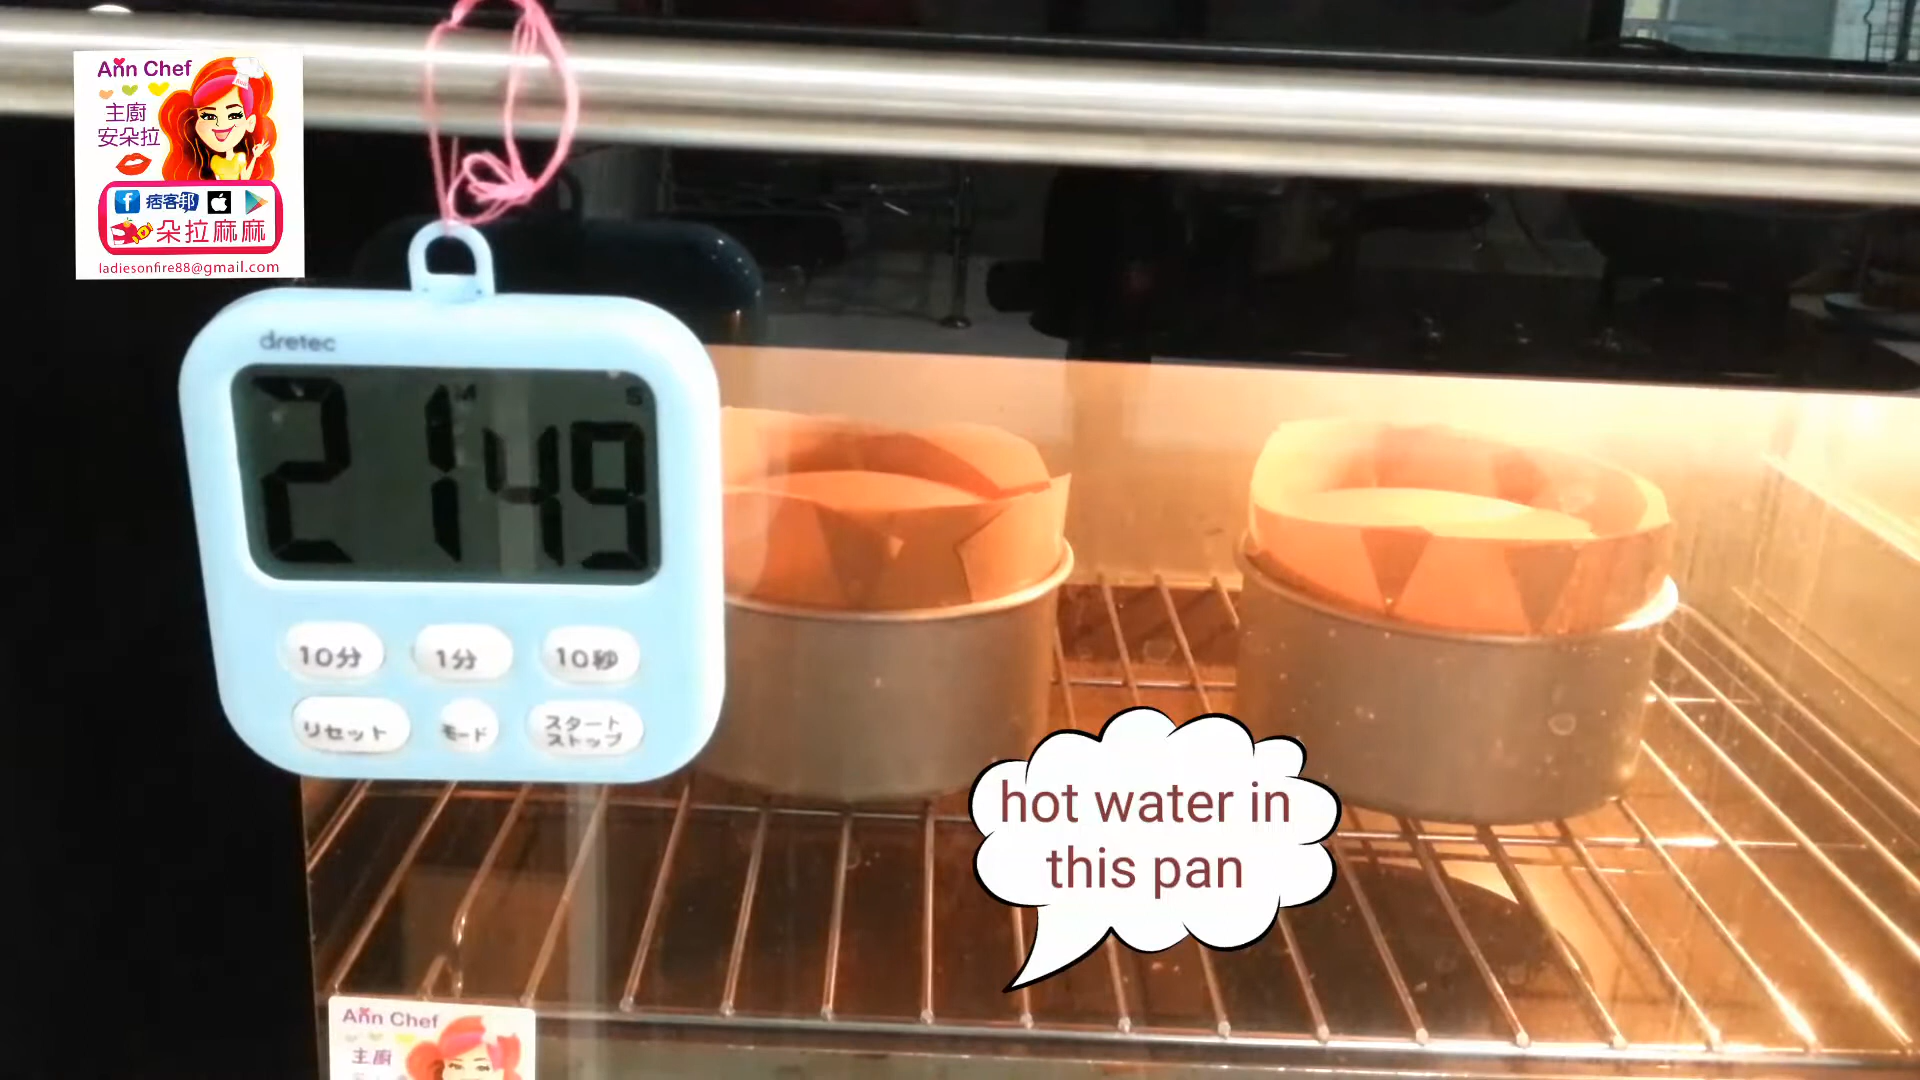 Ann Chef
主廚
安朵拉
痞客邦
朵拉麻麻
ladiesonfire88@gmail.com
dretec
M S
21 49
10分 1分 10秒
リセット モード スタート
ストップ
hot water in
this pan
Ann Chef
主廚